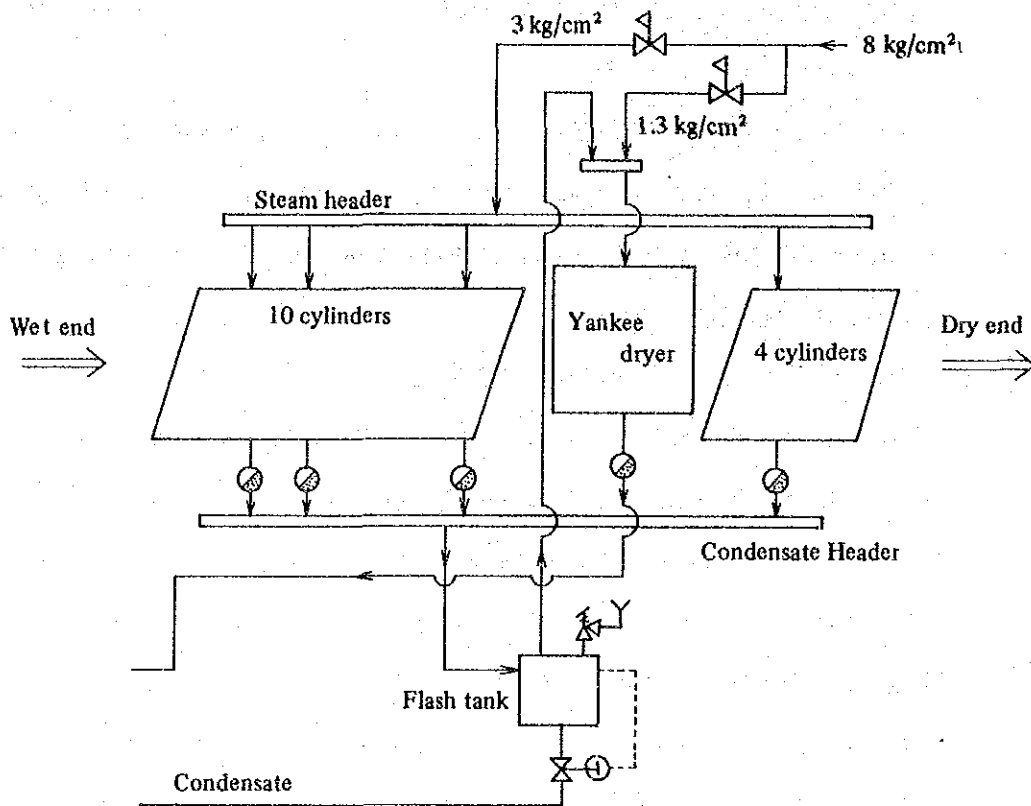 3 kg/cm²
8 kg/cm²
1.3 kg/cm²
Steam header
10 cylinders
Wet end
Yankee
dryer
4 cylinders
Dry end
Condensate Header
Flash tank
Condensate